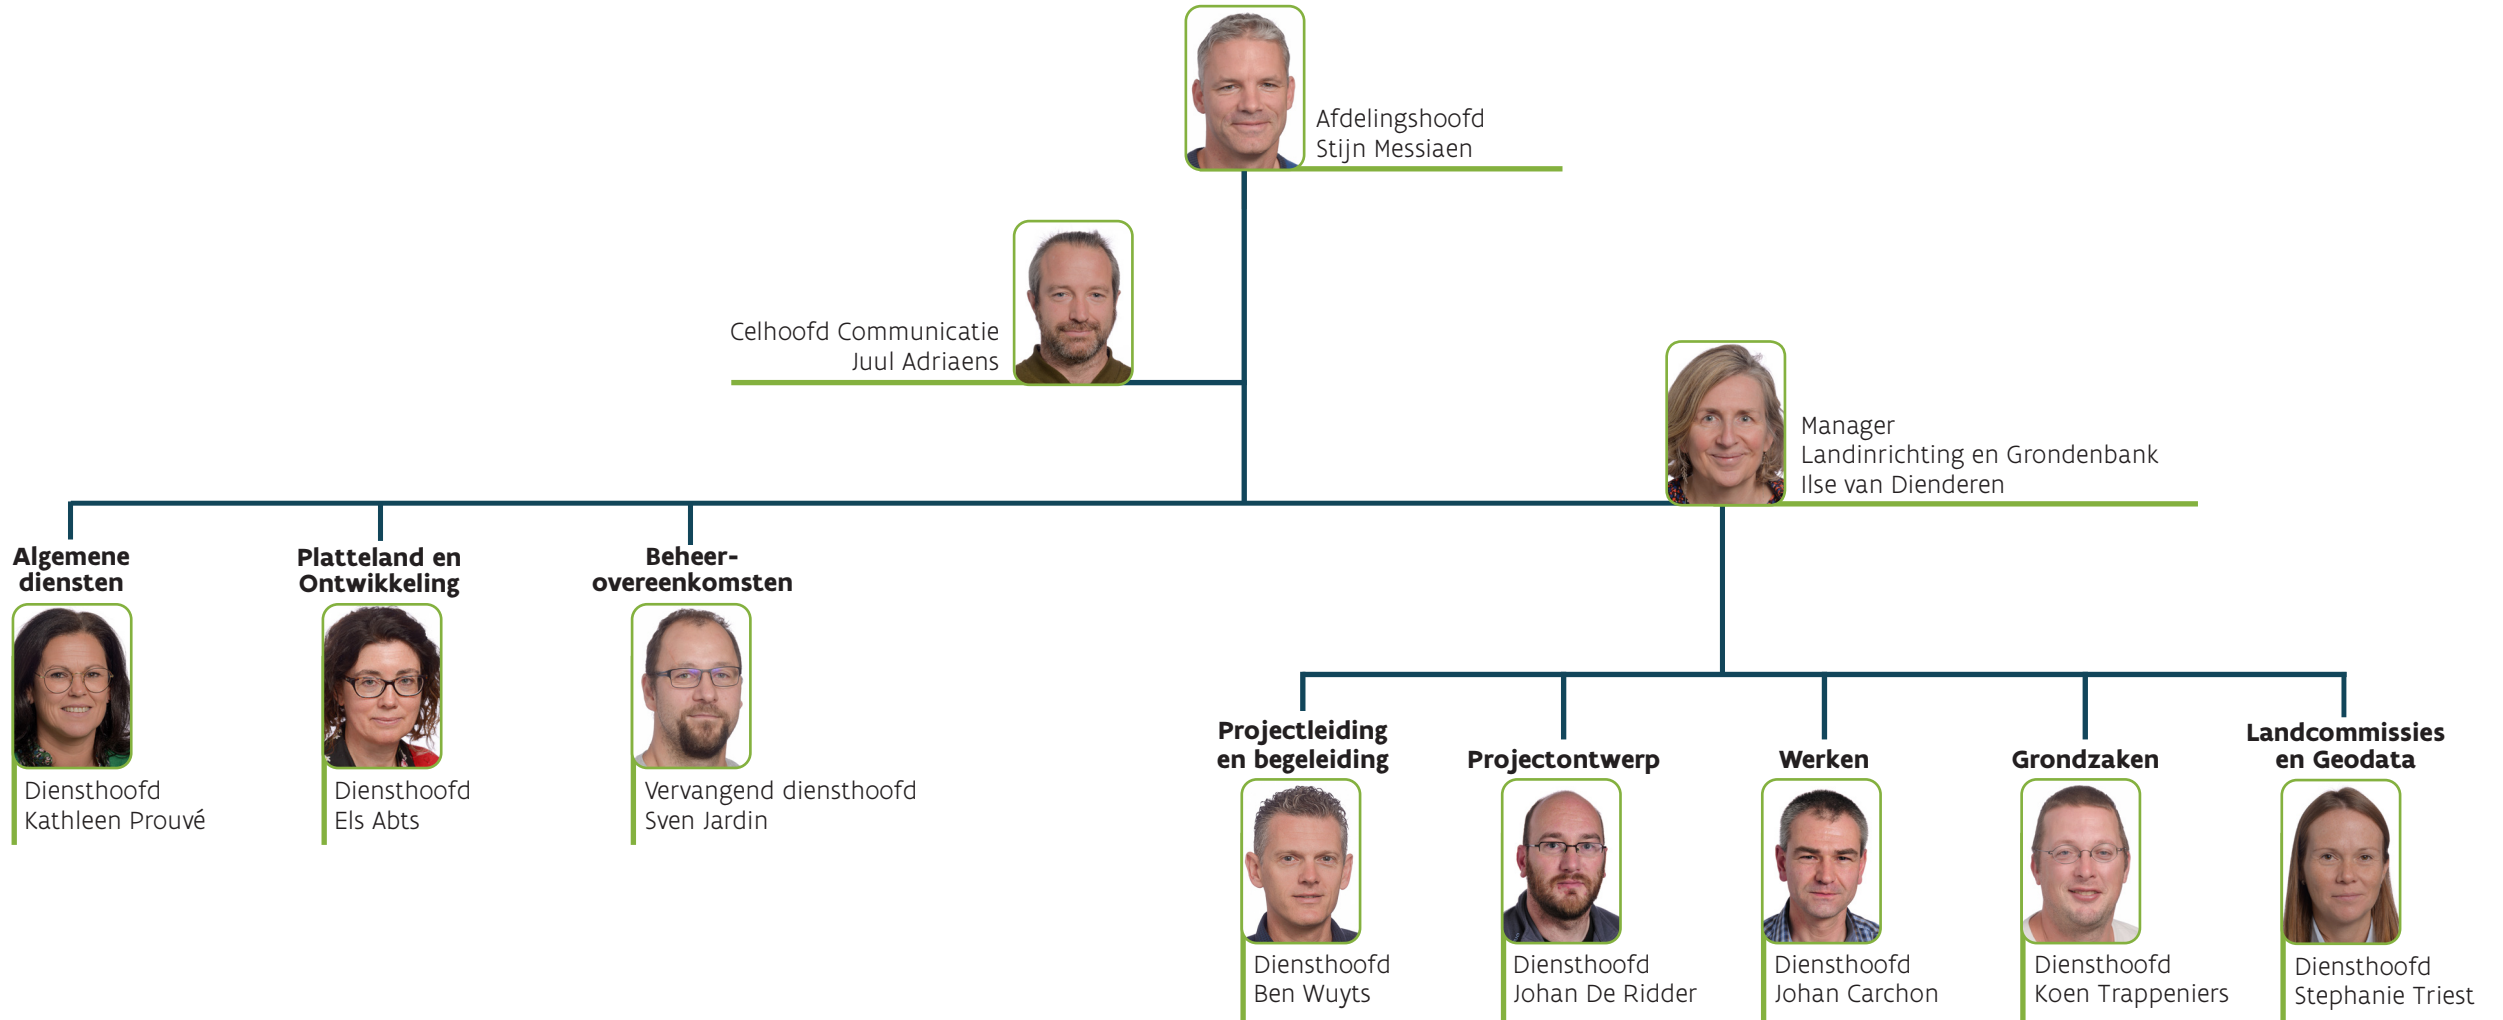 Afdelingshoofd
Stijn Messiaen
Celhoofd Communicatie
Juul Adriaens
Manager
Landinrichting en Grondenbank
Ilse van Dienderen
Algemene
diensten
Diensthoofd
Kathleen Prouvé
Platteland en
Ontwikkeling
Diensthoofd
Els Abts
Beheer-
overeenkomsten
Vervangend diensthoofd
Sven Jardin
Projectleiding
en begeleiding
Diensthoofd
Ben Wuyts
Projectontwerp
Diensthoofd
Johan De Ridder
Werken
Diensthoofd
Johan Carchon
Grondzaken
Diensthoofd
Koen Trappeniers
Landcommissies
en Geodata
Diensthoofd
Stephanie Triest